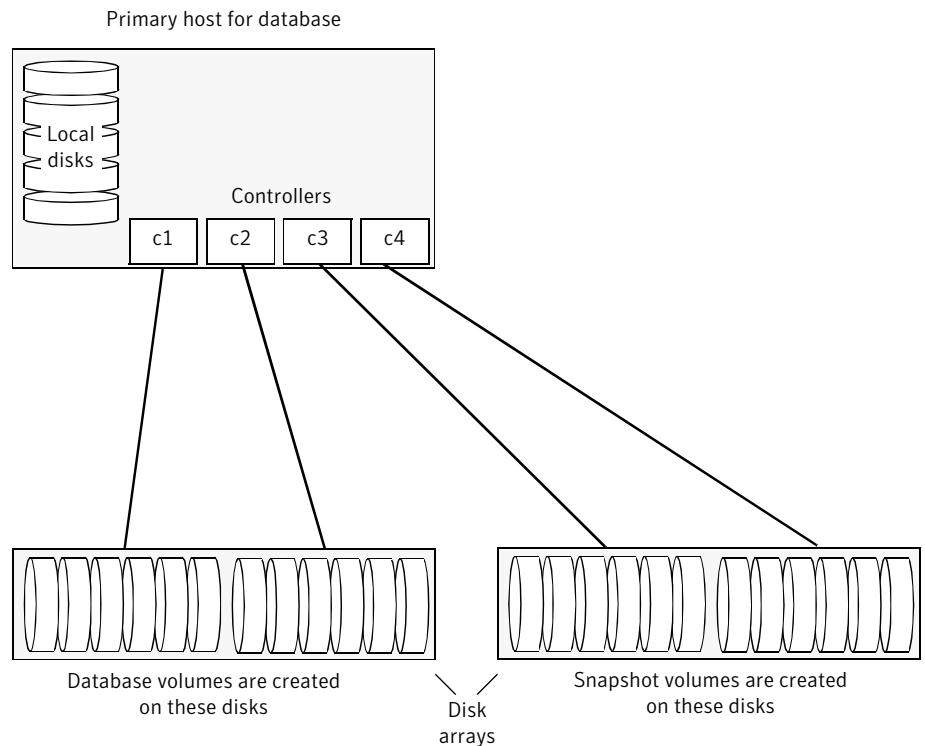 Primary host for database
Local
disks
Controllers
c1
c2
c3
c4
Database volumes are created
on these disks
Disk
arrays
Snapshot volumes are created
on these disks